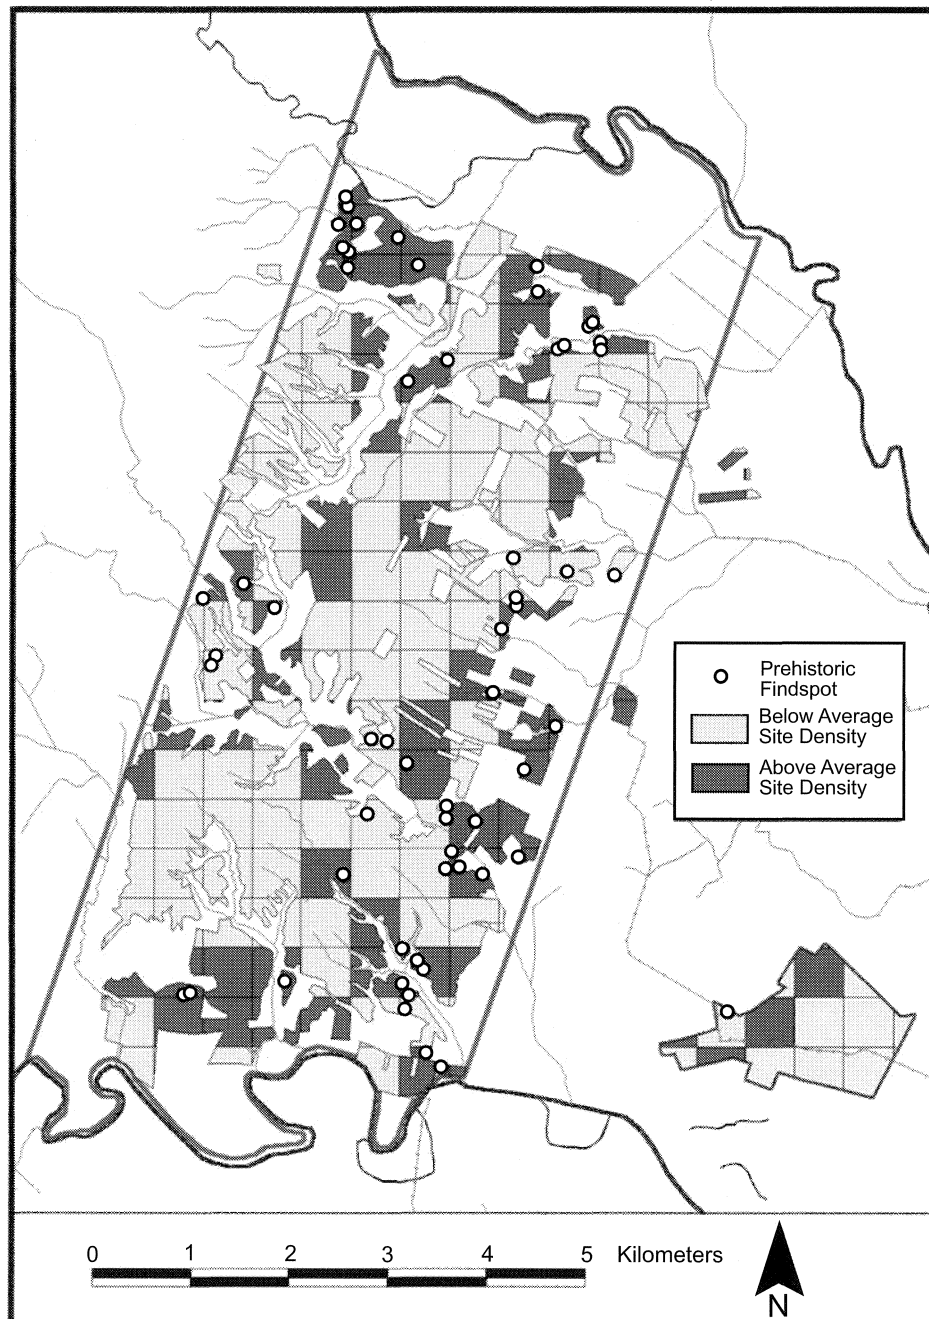 Prehistoric
Findspot
Below Average
Site Density
Above Average
Site Density
0 1 2 3 4 5 Kilometers
N